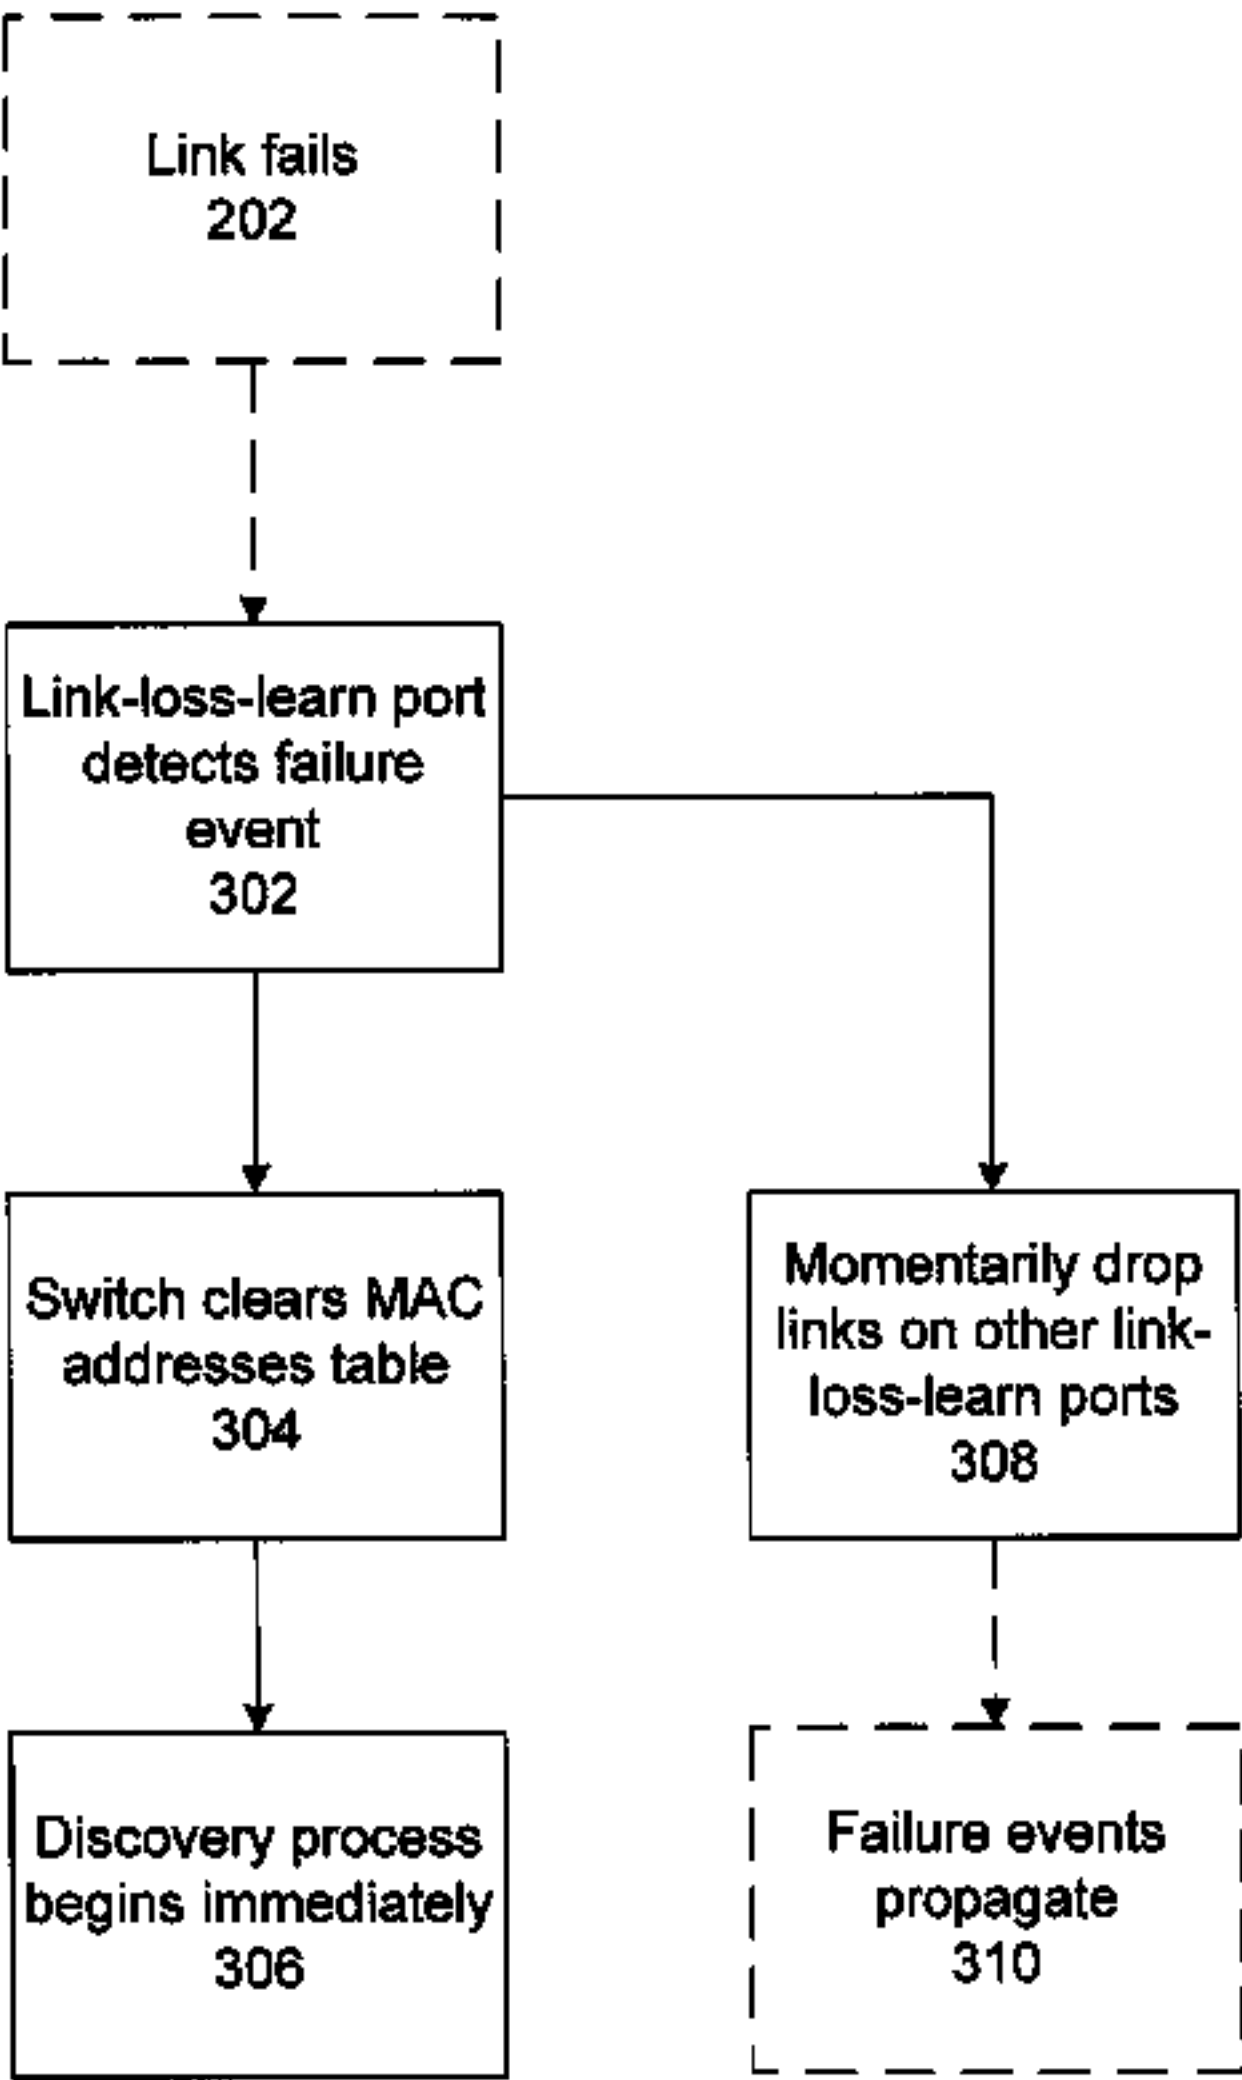 Link fails
202
Link-loss-learn port
detects failure
event
302
Switch clears MAC
addresses table
304
Momentarily drop
links on other link-
loss-learn ports
308
Discovery process
begins immediately
306
Failure events
propagate
310